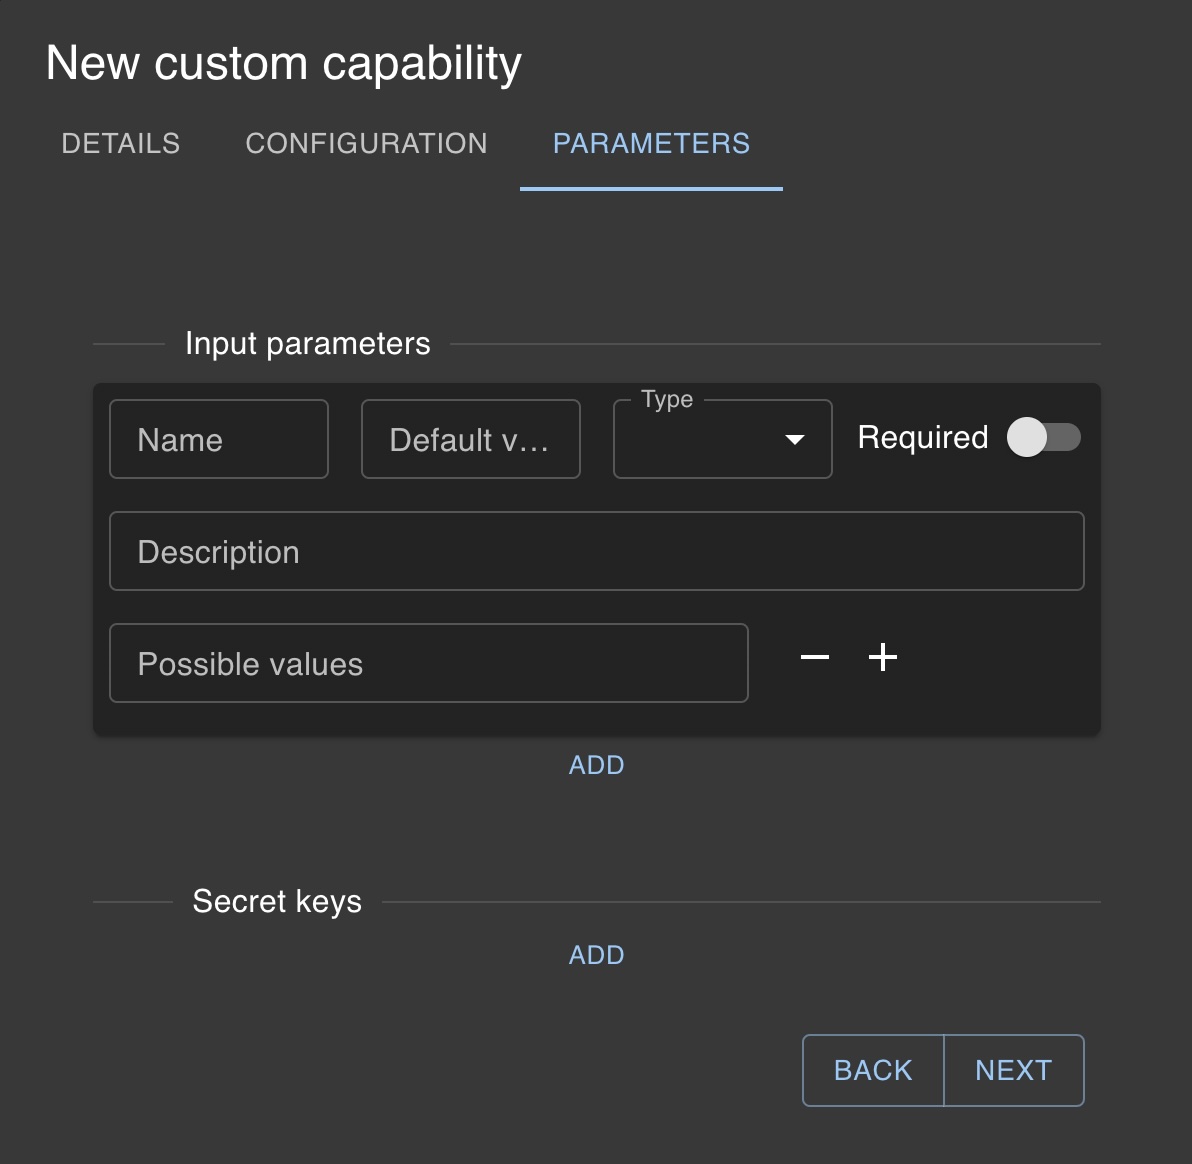 New custom capability
DETAILS CONFIGURATION PARAMETERS
Input parameters
Name Default v... Type Required
Description
Possible values
ADD
Secret keys
ADD
BACK NEXT